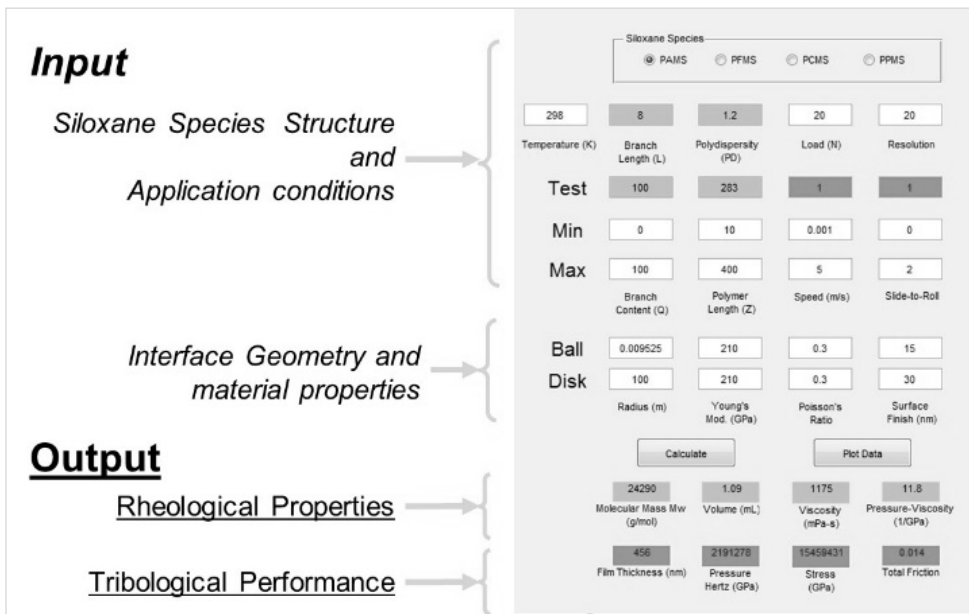 Input
Siloxane Species Structure
and
Application conditions
Interface Geometry and
material properties
Output
Rheological Properties
Tribological Performance
Siloxane Species
PAMS PFMS PCMS PPMS
298 8 1.2 20 20
Temperature (K) Branch Length (L) Polydispersity (PD) Load (N) Resolution
Test 100 283 1 1
Min 0 10 0.001 0
Max 100 400 5 2
Branch Content (Q) Polymer Length (Z) Speed (m/s) Slide-to-Roll
Ball 0.009525 210 0.3 15
Disk 100 210 0.3 30
Radius (m) Young's Mod. (GPa) Poisson's Ratio Surface Finish (nm)
Calculate Plot Data
24290 1.09 1175 11.8
Molecular Mass Mw (g/mol) Volume (mL) Viscosity (mPa-s) Pressure-Viscosity (1/GPa)
456 2191278 15459431 0.014
Film Thickness (nm) Pressure Hertz (GPa) Stress (GPa) Total Friction